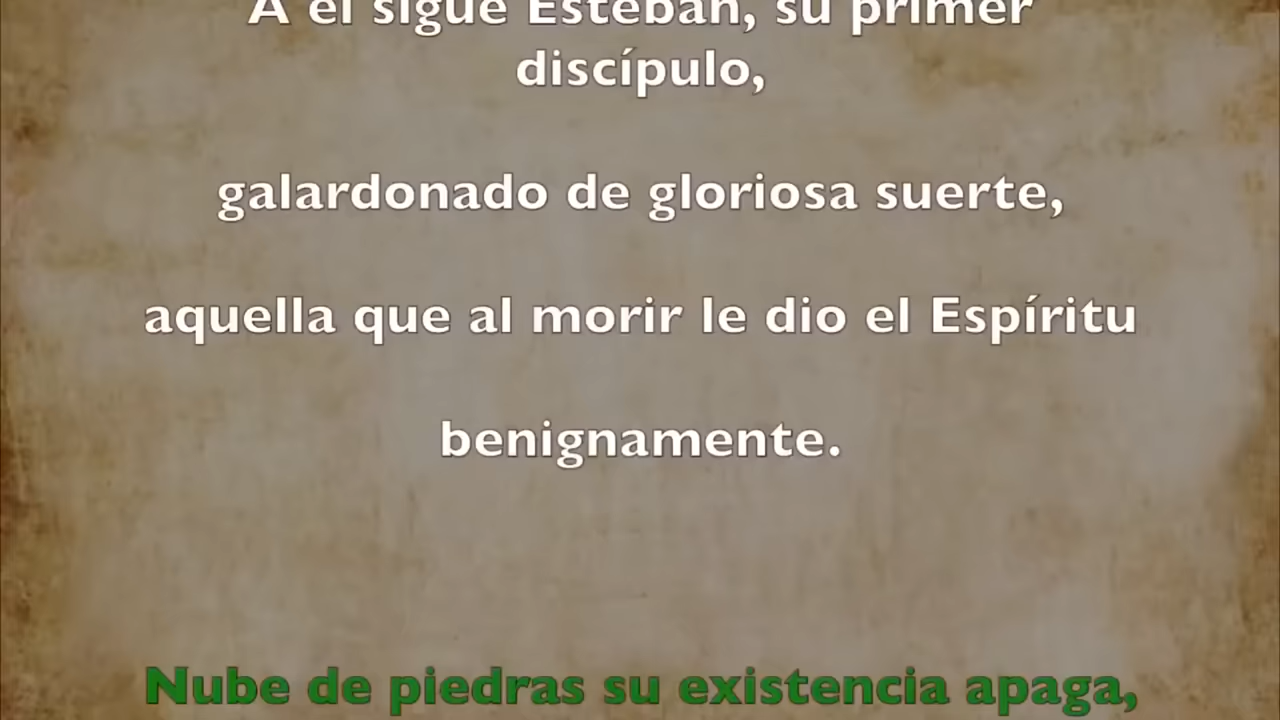 A él sigue Esteban, su primer
discípulo,
galardonado de gloriosa suerte,
aquella que al morir le dio el Espíritu
benignamente.
Nube de piedras su existencia apaga,